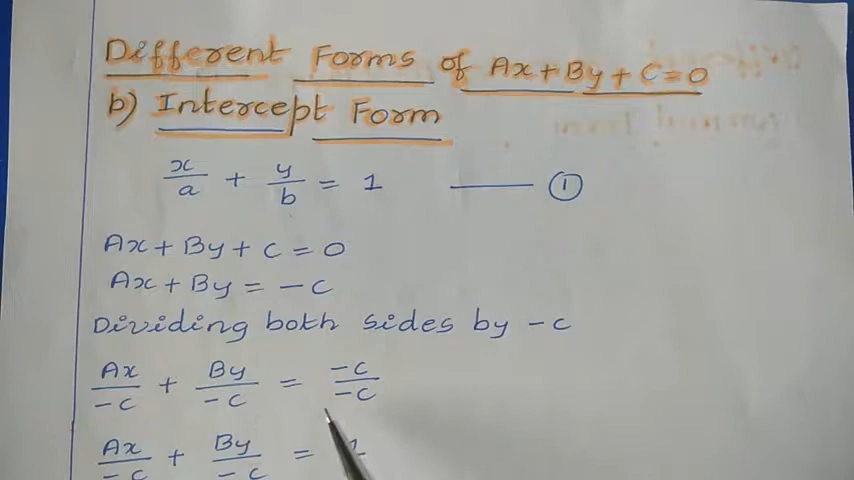 Different Forms of Ax+By+C=0
b) Intercept Form
x/a + y/b = 1 —— ①
Ax+By+C=0
Ax+By=-C
Dividing both sides by -C
Ax/-C + By/-C = -C/-C
Ax/-C + By/-C = 1